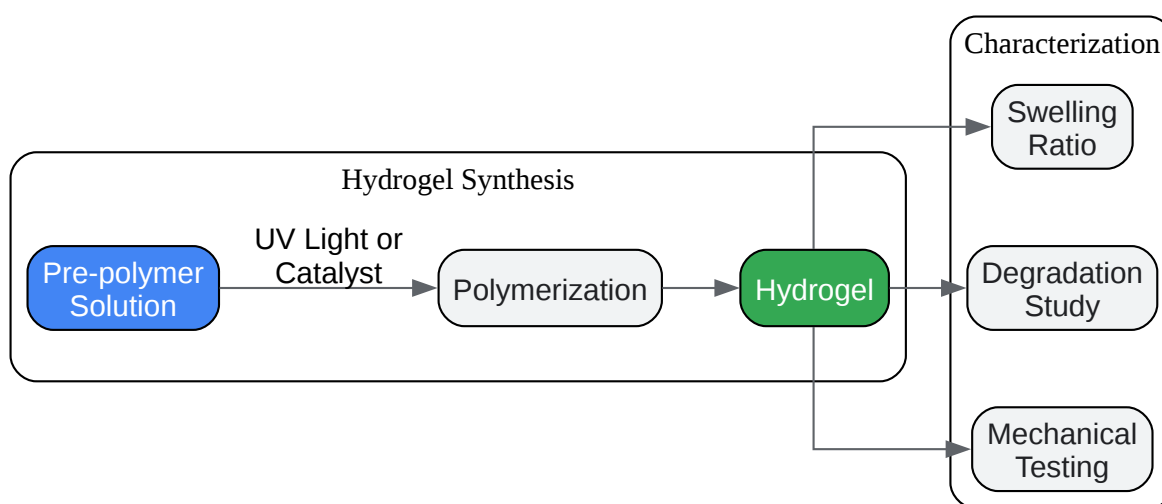 Characterization
Swelling
Ratio
Hydrogel Synthesis
UV Light or
Catalyst
Pre-polymer
Solution
Polymerization
Hydrogel
Degradation
Study
Mechanical
Testing